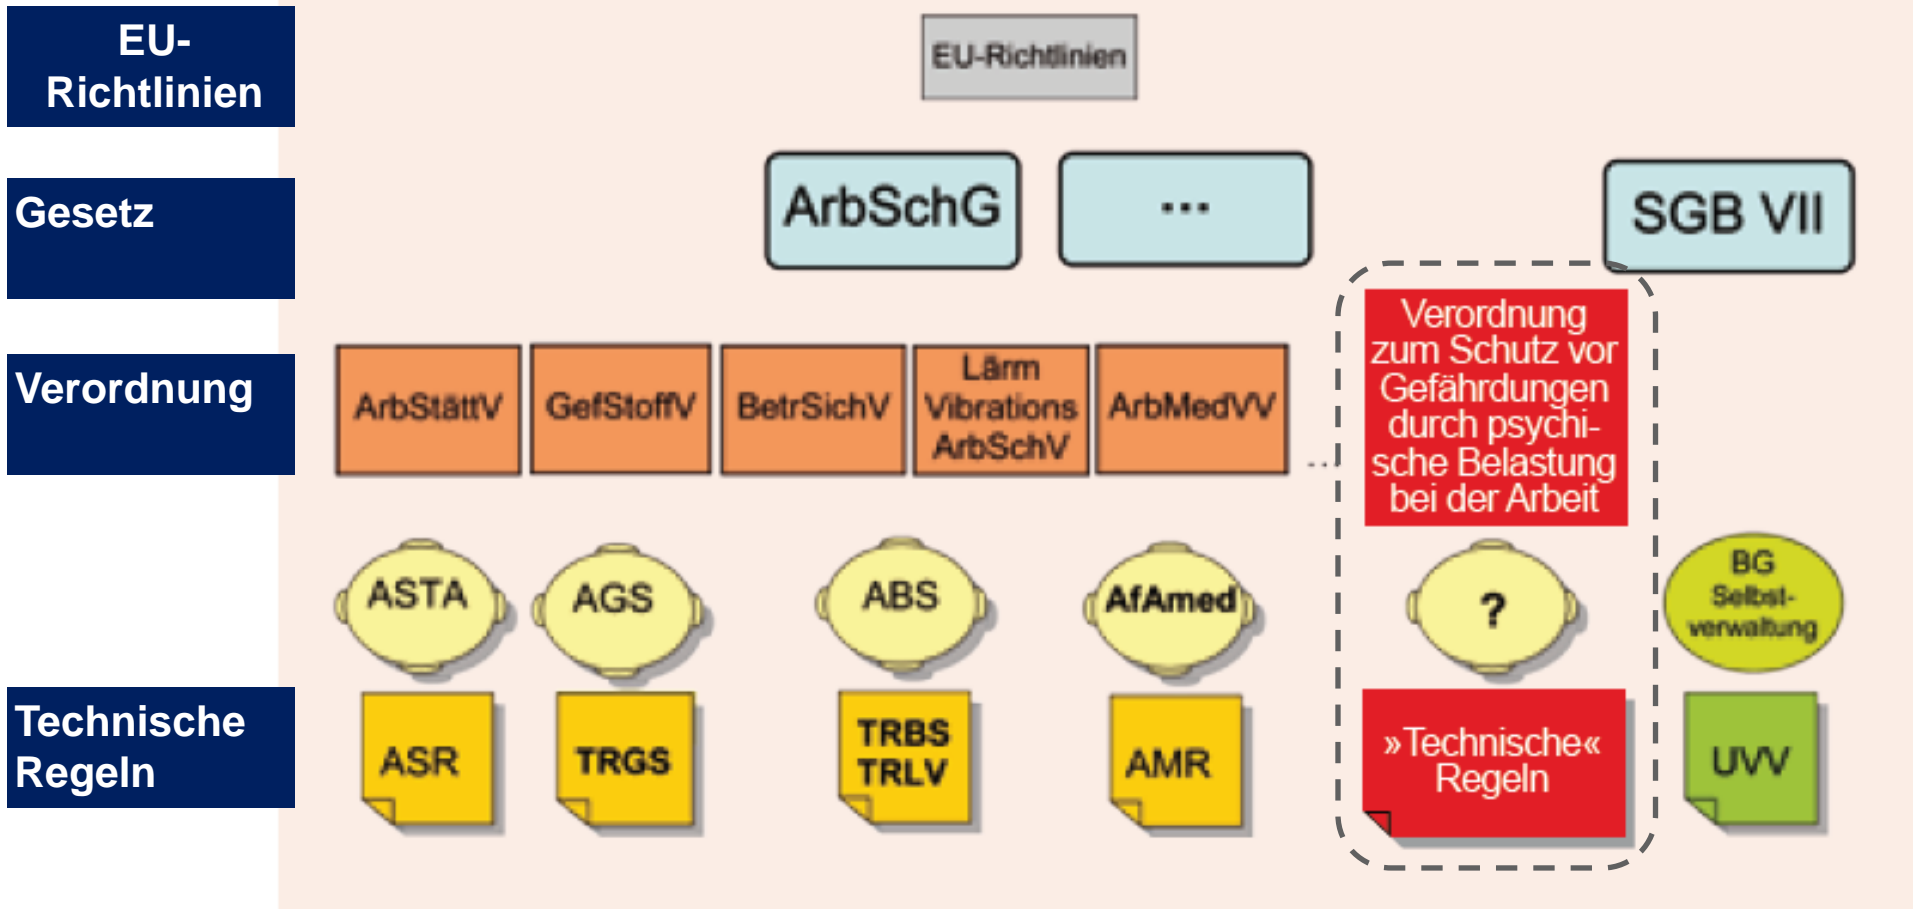 EU-
Richtlinien
EU-Richtlinien
Gesetz
ArbSchG
...
SGB VII
Verordnung
ArbStättV
GefStoffV
BetrSichV
Lärm
Vibrations
ArbSchV
ArbMedVV
...
Verordnung
zum Schutz vor
Gefährdungen
durch psychi-
sche Belastung
bei der Arbeit
ASTA
AGS
ABS
AfAmed
?
BG
Selbst-
verwaltung
Technische
Regeln
ASR
TRGS
TRBS
TRLV
AMR
»Technische«
Regeln
UVV